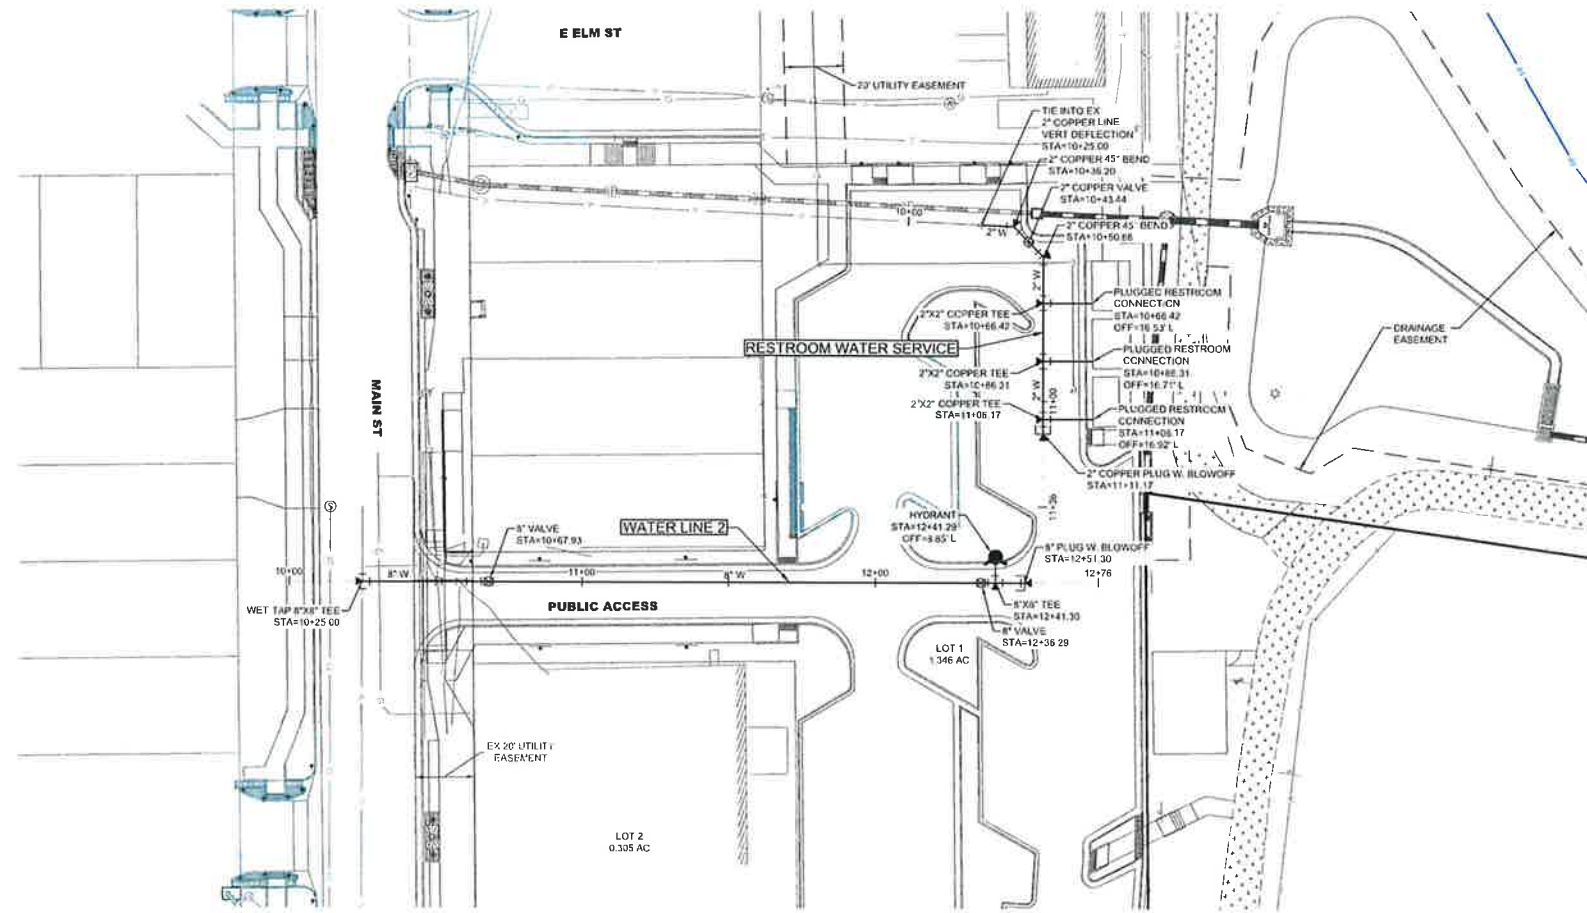 E ELM ST
20' UTILITY EASEMENT
TIE INTO EX
2" COPPER LINE
VERT DEFLECTION
STA=10+25.00
2" COPPER 45° BEND
STA=10+36.20
2" COPPER VALVE
STA=10+43.44
10+00
2" W
2" COPPER 45° BEND
STA=10+50.66
2" W
PLUGGED RESTROOM
CONNECTION
STA=10+66.42
OFF=16.53' L
2"X2" COPPER TEE
STA=10+66.42
DRAINAGE
EASEMENT
RESTROOM WATER SERVICE
PLUGGED RESTROOM
CONNECTION
STA=10+86.31
OFF=16.71' L
2"X2" COPPER TEE
STA=10+86.31
2" W
11+00
2"X2" COPPER TEE
STA=11+06.17
PLUGGED RESTROOM
CONNECTION
STA=11+06.17
OFF=16.92' L
MAIN ST
2" COPPER PLUG W. BLOWOFF
STA=11+11.17
11+36
HYDRANT
STA=12+41.29
OFF=8.85' L
8" VALVE
STA=10+67.93
WATER LINE 2
8" PLUG W. BLOWOFF
STA=12+51.30
10+00
8" W
11+00
8" W
12+00
12+76
WET TAP 8"X8" TEE
STA=10+25.00
PUBLIC ACCESS
8"X6" TEE
STA=12+41.30
8" VALVE
STA=12+36.29
LOT 1
1.346 AC
EX 20' UTILITY
EASEMENT
LOT 2
0.305 AC